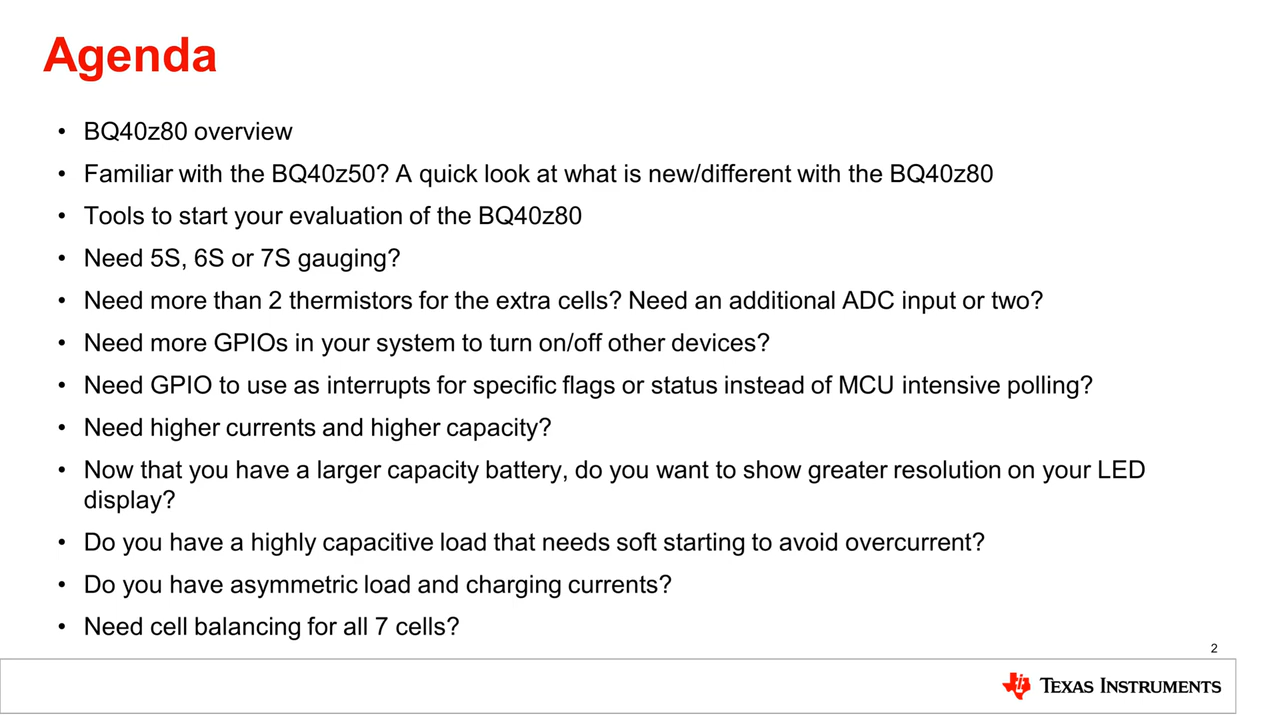 Agenda
• BQ40z80 overview
• Familiar with the BQ40z50? A quick look at what is new/different with the BQ40z80
• Tools to start your evaluation of the BQ40z80
• Need 5S, 6S or 7S gauging?
• Need more than 2 thermistors for the extra cells? Need an additional ADC input or two?
• Need more GPIOs in your system to turn on/off other devices?
• Need GPIO to use as interrupts for specific flags or status instead of MCU intensive polling?
• Need higher currents and higher capacity?
• Now that you have a larger capacity battery, do you want to show greater resolution on your LED
display?
• Do you have a highly capacitive load that needs soft starting to avoid overcurrent?
• Do you have asymmetric load and charging currents?
• Need cell balancing for all 7 cells?
2
TEXAS INSTRUMENTS